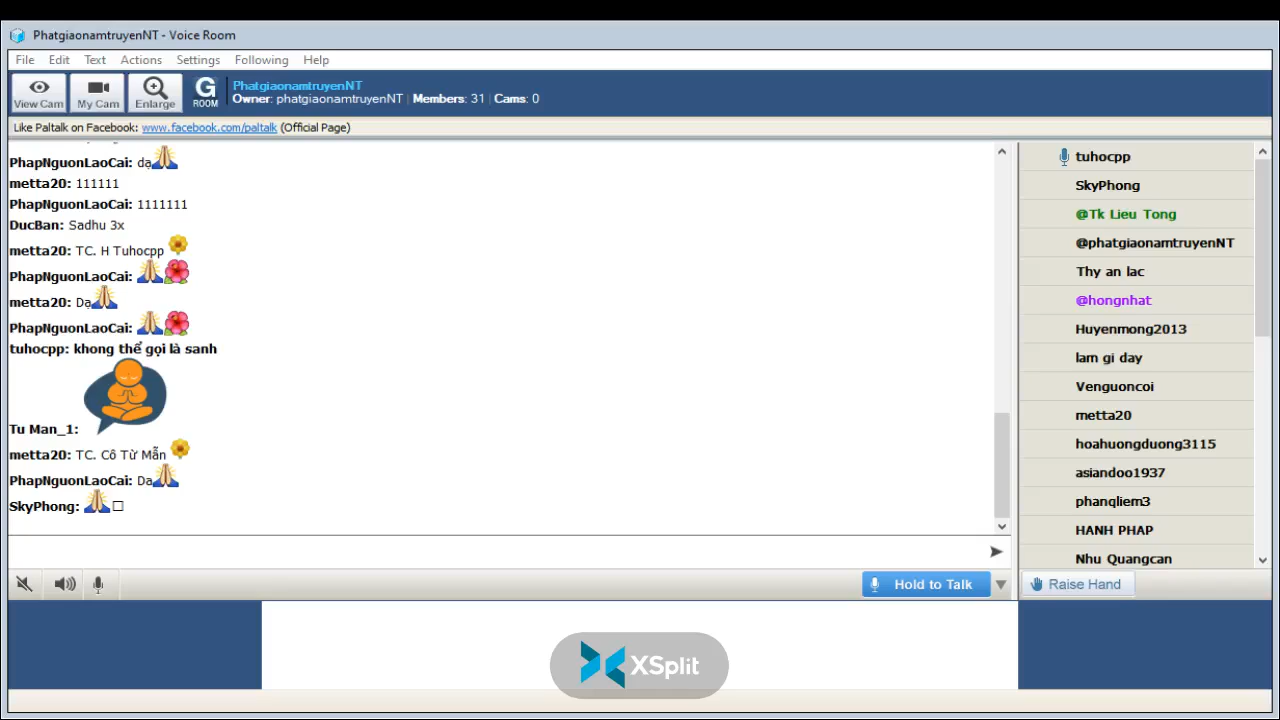 PhatgiaonamtruyenNT - Voice Room
File Edit Text Actions Settings Following Help
View Cam
My Cam
Enlarge
G
ROOM
PhatgiaonamtruyenNT
Owner: phatgiaonamtruyenNT | Members: 31 | Cams: 0
Like Paltalk on Facebook: www.facebook.com/paltalk (Official Page)
PhapNguonLaoCai: dạ
metta20: 111111
PhapNguonLaoCai: 1111111
DucBan: Sadhu 3x
metta20: TC. H Tuhocpp
PhapNguonLaoCai:
metta20: Dạ
PhapNguonLaoCai:
tuhocpp: khong thể gọi là sanh
Tu Man_1:
metta20: TC. Cô Từ Mẫn
PhapNguonLaoCai: Da
SkyPhong:
tuhocpp
SkyPhong
@Tk Lieu Tong
@phatgiaonamtruyenNT
Thy an lac
@hongnhat
Huyenmong2013
lam gi day
Venguoncoi
metta20
hoahuongduong3115
asiandoo1937
phanqliem3
HANH PHAP
Nhu Quangcan
Hold to Talk
Raise Hand
XSplit